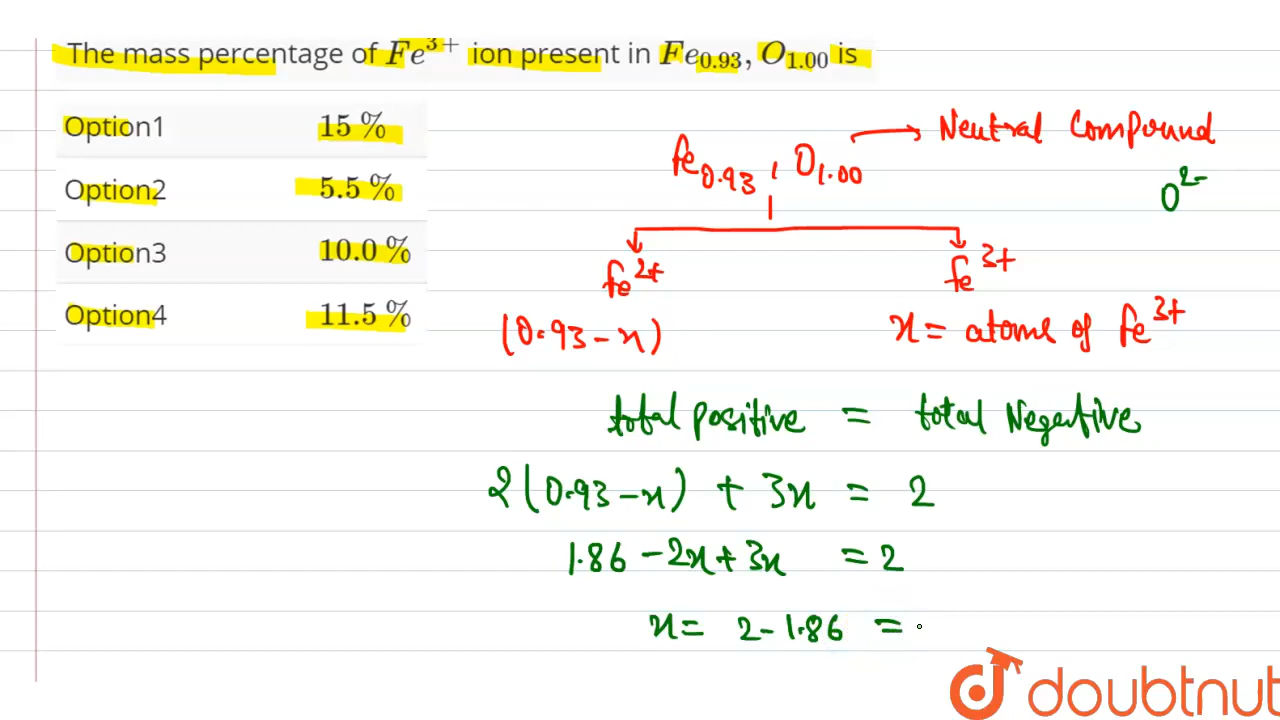 The mass percentage of Fe³⁺ ion present in Fe₀.₉₃, O₁.₀₀ is
Option1 15 %
Option2 5.5 %
Option3 10.0 %
Option4 11.5 %
Fe₀.₉₃, O₁.₀₀ → Neutral Compound
O²⁻
Fe²⁺ Fe³⁺
(0.93 - x) x = atoms of Fe³⁺
total positive = total Negative
2(0.93 - x) + 3x = 2
1.86 - 2x + 3x = 2
x = 2 - 1.86 = .
doubtnut